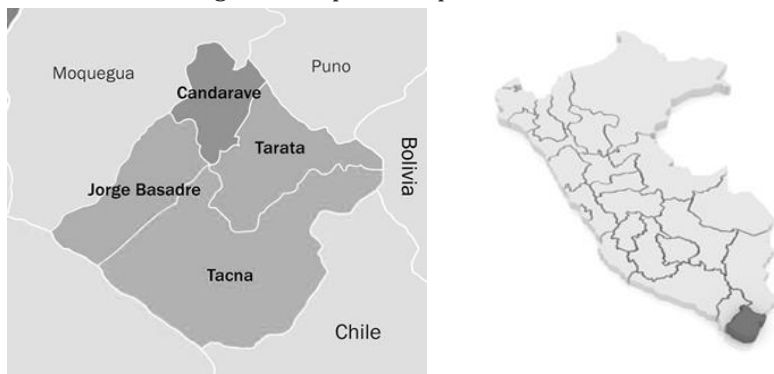 Moquegua
Puno
Candarave
Tarata
Bolivia
Jorge Basadre
Tacna
Chile